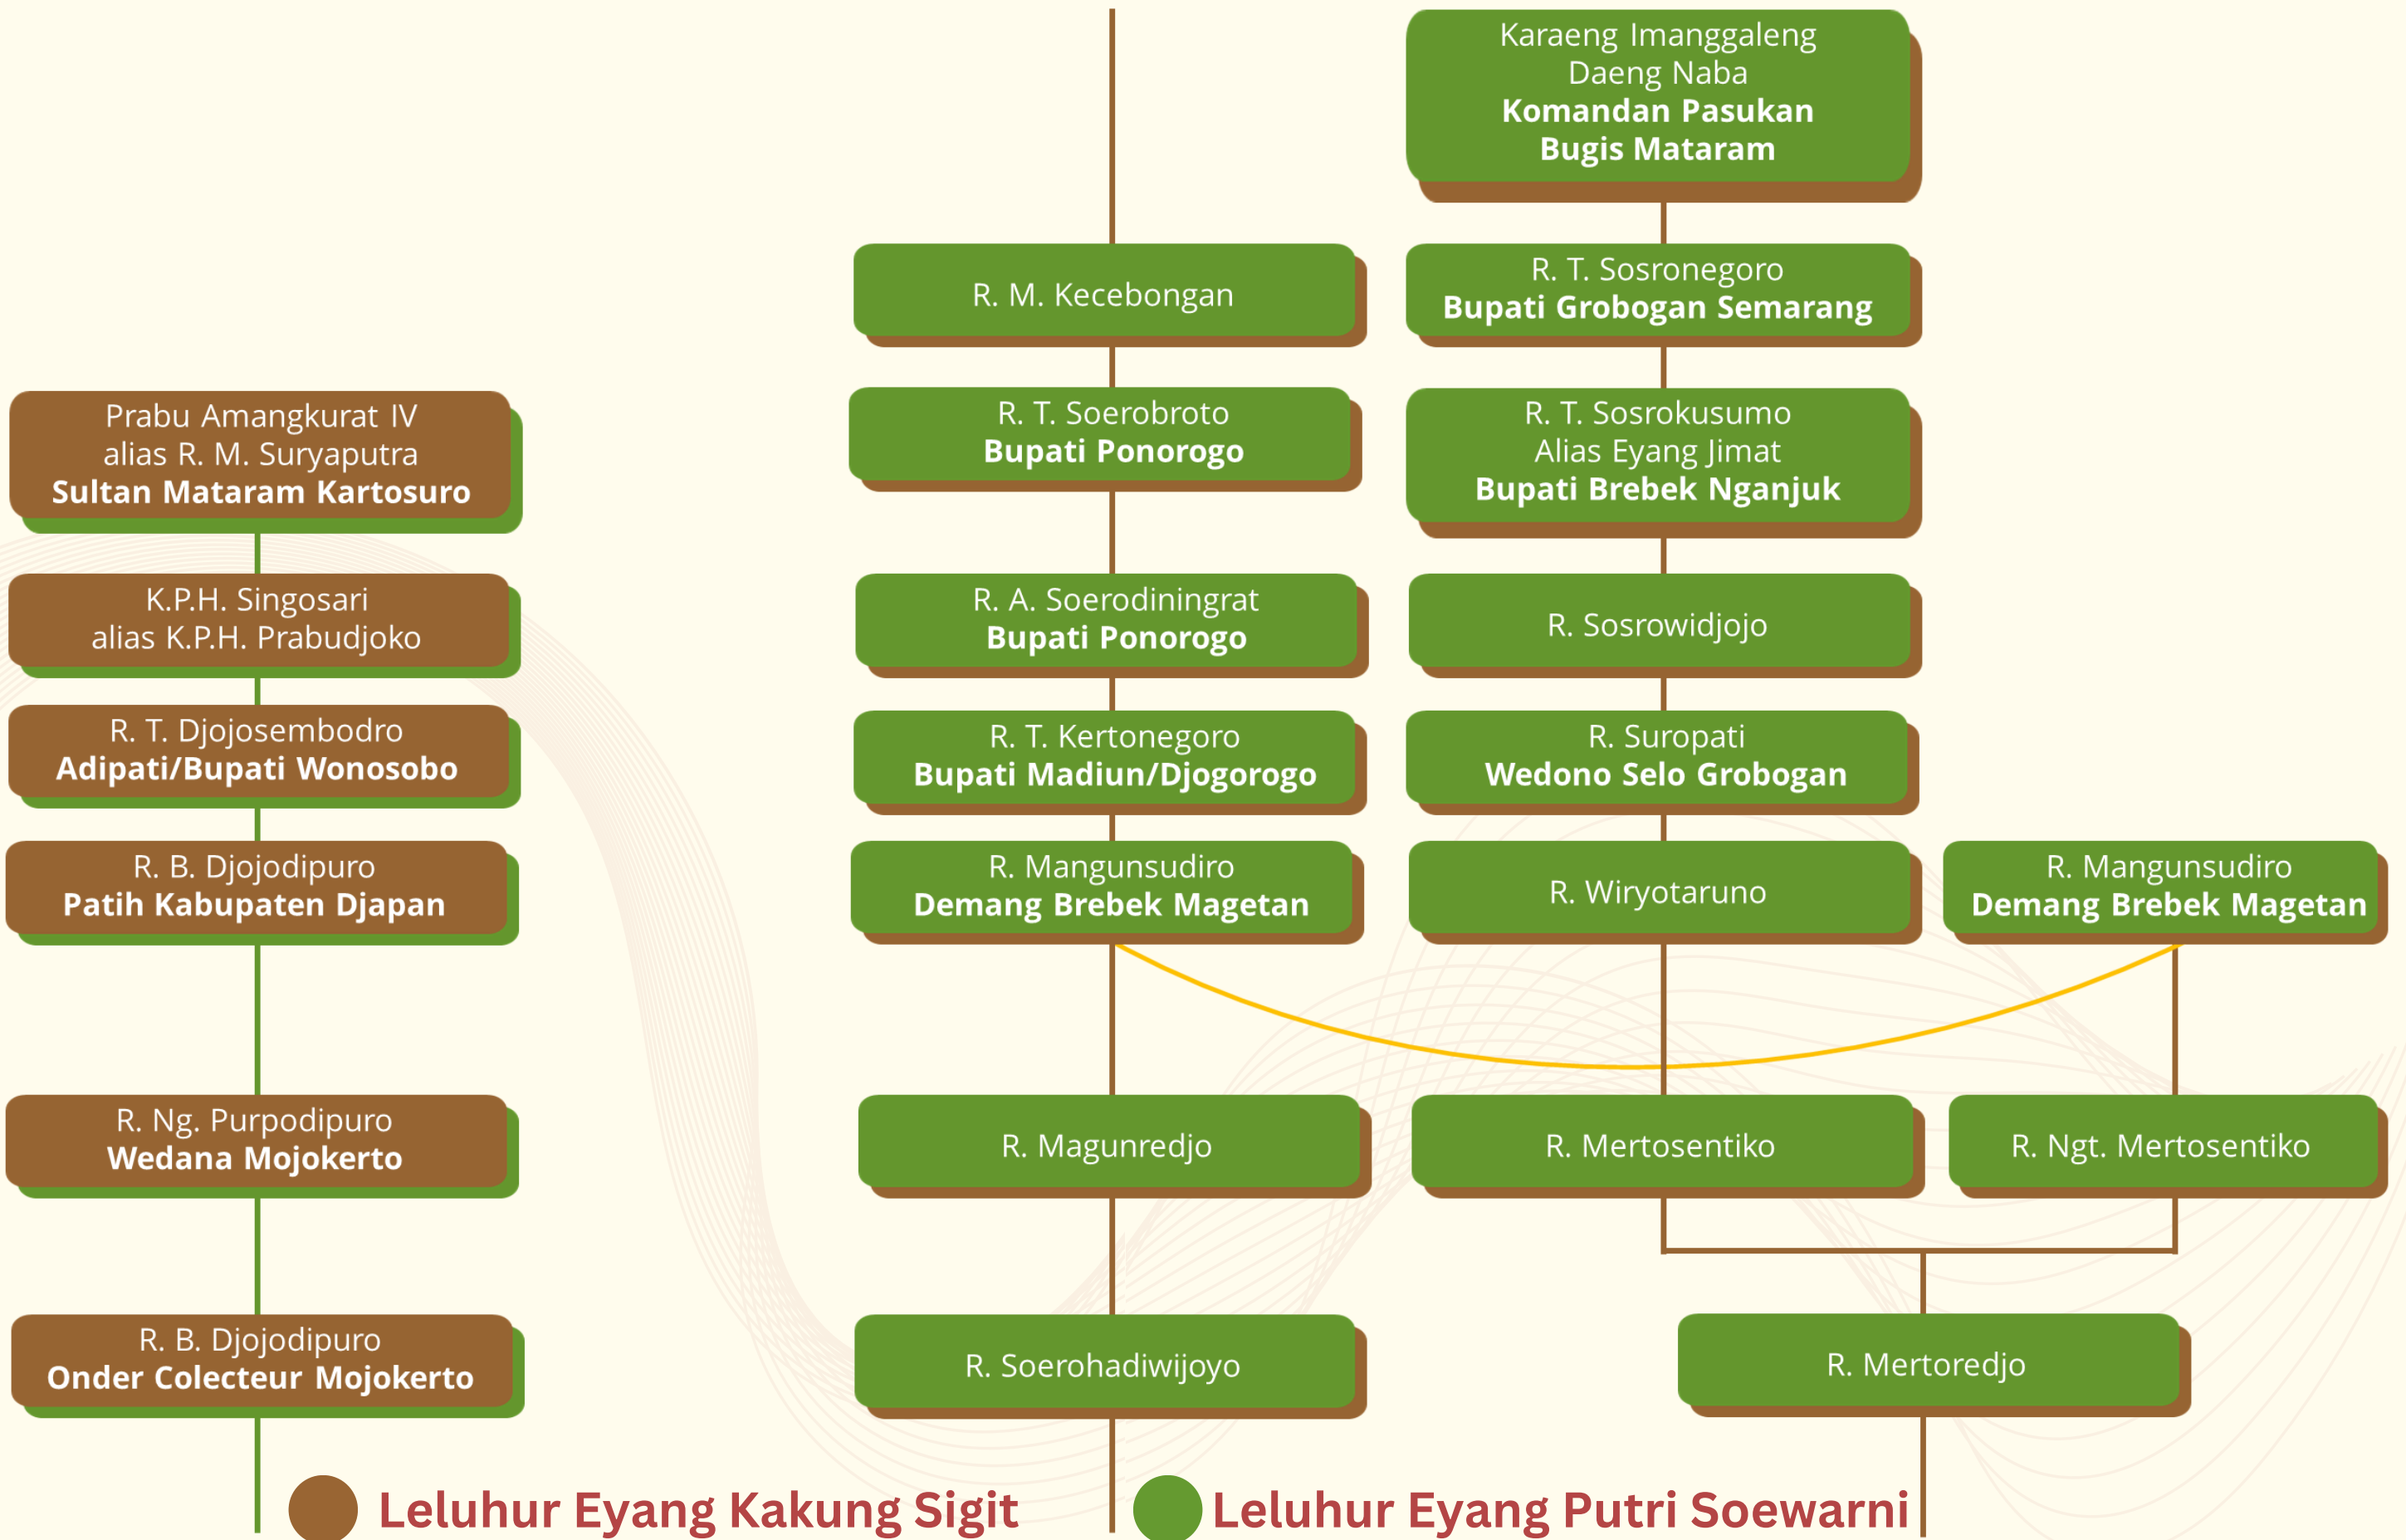 Karaeng Imanggaleng
Daeng Naba
Komandan Pasukan
Bugis Mataram
R. M. Kecebongan
R. T. Sosronegoro
Bupati Grobogan Semarang
Prabu Amangkurat IV
alias R. M. Suryaputra
Sultan Mataram Kartosuro
R. T. Soerobroto
Bupati Ponorogo
R. T. Sosrokusumo
Alias Eyang Jimat
Bupati Brebek Nganjuk
K.P.H. Singosari
alias K.P.H. Prabudjoko
R. A. Soerodiningrat
Bupati Ponorogo
R. Sosrowidjojo
R. T. Djojosembodro
Adipati/Bupati Wonosobo
R. T. Kertonegoro
Bupati Madiun/Djogorogo
R. Suropati
Wedono Selo Grobogan
R. B. Djojodipuro
Patih Kabupaten Djapan
R. Mangunsudiro
Demang Brebek Magetan
R. Wiryotaruno
R. Mangunsudiro
Demang Brebek Magetan
R. Ng. Purpodipuro
Wedana Mojokerto
R. Magunredjo
R. Mertosentiko
R. Ngt. Mertosentiko
R. B. Djojodipuro
Onder Colecteur Mojokerto
R. Soerohadiwijoyo
R. Mertoredjo
Leluhur Eyang Kakung Sigit
Leluhur Eyang Putri Soewarni